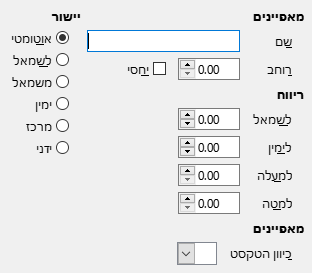 מאפיינים
שם
רוחב 0.00 יחסי
ריווח
לשמאל 0.00
לימין 0.00
למעלה 0.00
למטה 0.00
מאפיינים
כיוון הטקסט
יישור
אוטומטי
לשמאל
משמאל
ימין
מרכז
ידני